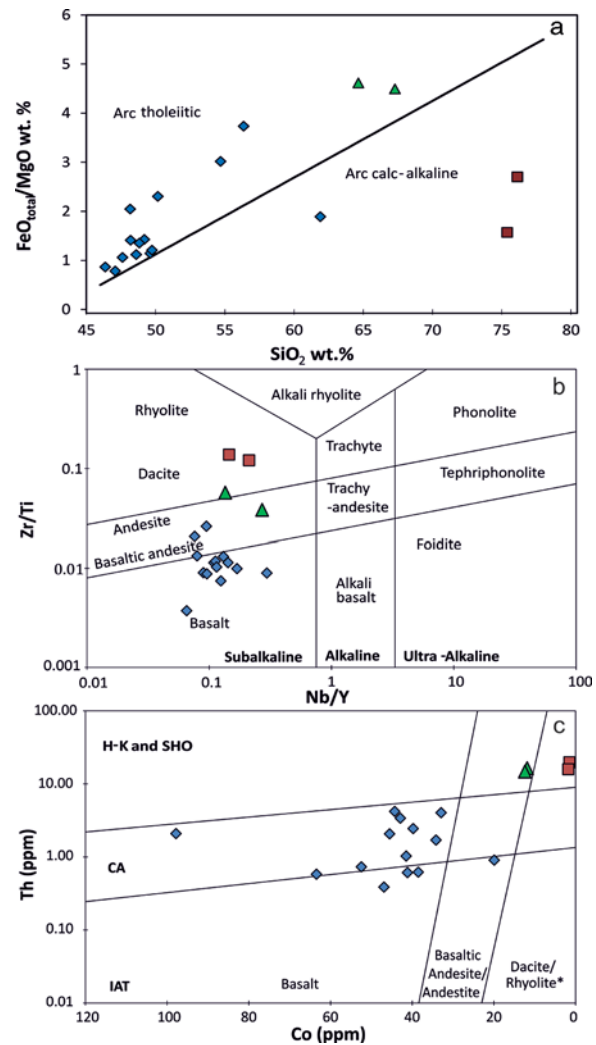 a
6
5
4
3
2
1
0
Arc tholeiitic
Arc calc-alkaline
FeOtotal/MgO wt. %
45 50 55 60 65 70 75 80
SiO2 wt.%
b
1
0.1
0.01
0.001
Alkali rhyolite
Rhyolite
Phonolite
Trachyte
Dacite
Tephriphonolite
Trachy
-andesite
Andesite
Basaltic andesite
Foidite
Alkali
basalt
Basalt
Subalkaline Alkaline Ultra -Alkaline
Zr/Ti
0.01 0.1 1 10 100
Nb/Y
c
100.00
10.00
1.00
0.10
0.01
H-K and SHO
CA
IAT
Basalt
Basaltic
Andesite/
Andestite
Dacite/
Rhyolite*
Th (ppm)
120 100 80 60 40 20 0
Co (ppm)